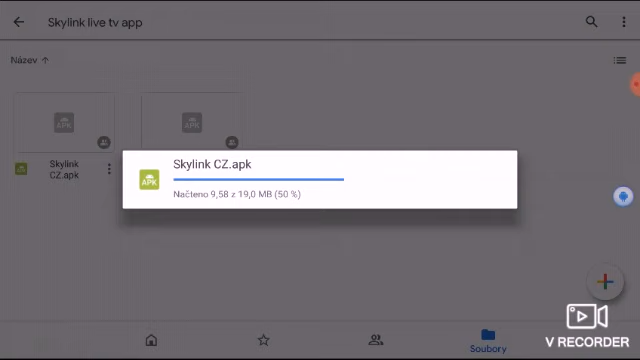 Skylink live tv app
Název
APK
APK
Skylink
CZ.apk
Skylink CZ.apk
APK
Načteno 9,58 z 19,0 MB (50 %)
Soubory
V RECORDER